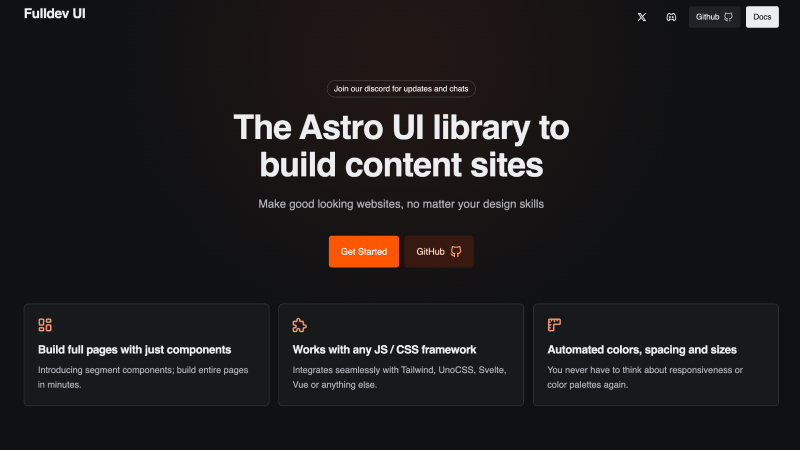 Fulldev UI
Github
Docs
Join our discord for updates and chats
The Astro UI library to
build content sites
Make good looking websites, no matter your design skills
Get Started
GitHub
Build full pages with just components
Introducing segment components; build entire pages
in minutes.
Works with any JS / CSS framework
Integrates seamlessly with Tailwind, UnoCSS, Svelte,
Vue or anything else.
Automated colors, spacing and sizes
You never have to think about responsiveness or
color palettes again.